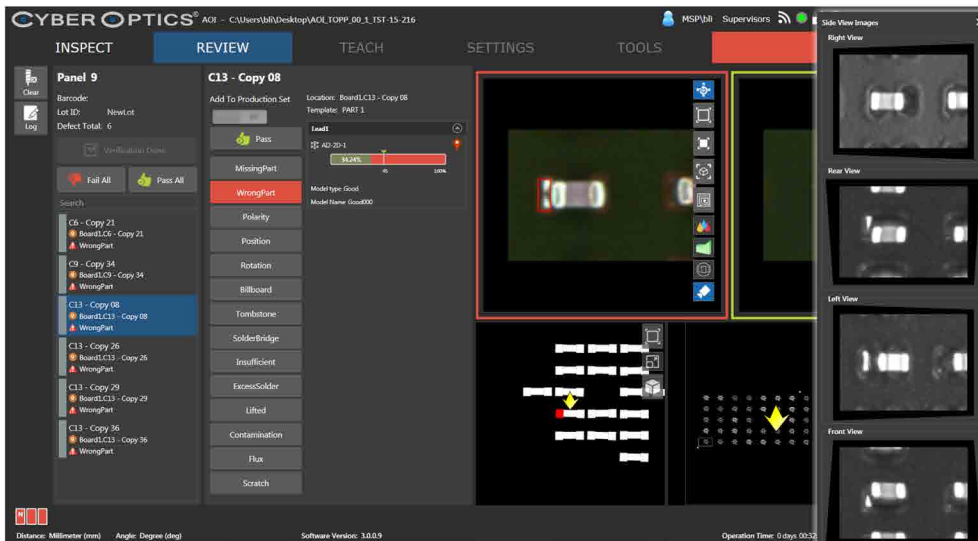 CYBER OPTICS® AOI - C:\Users\bli\Desktop\AOI_TOPP_00_1_TST-15-216
MSP\bli Supervisors
INSPECT REVIEW TEACH SETTINGS TOOLS
Clear
Log
Panel 9
Barcode:
Lot ID: NewLot
Defect Total: 6
Verification Done
Fail All Pass All
Search
C6 - Copy 21
Board1.C6 - Copy 21
WrongPart
C9 - Copy 34
Board1.C9 - Copy 34
WrongPart
C13 - Copy 08
Board1.C13 - Copy 08
WrongPart
C13 - Copy 26
Board1.C13 - Copy 26
WrongPart
C13 - Copy 29
Board1.C13 - Copy 29
WrongPart
C13 - Copy 36
Board1.C13 - Copy 36
WrongPart
C13 - Copy 08
Add To Production Set
Pass
MissingPart
WrongPart
Polarity
Position
Rotation
Billboard
Tombstone
SolderBridge
Insufficient
ExcessSolder
Lifted
Contamination
Flux
Scratch
Location: Board1.C13 - Copy 08
Template: PART 1
Lead1
AI2-2D-1
34.24%
45 100%
Model type: Good
Model Name: Good000
Side View Images
Right View
Rear View
Left View
Front View
Distance: Millimeter (mm) Angle: Degree (deg) Software Version: 3.0.0.9 Operation Time: 0 days 00:32